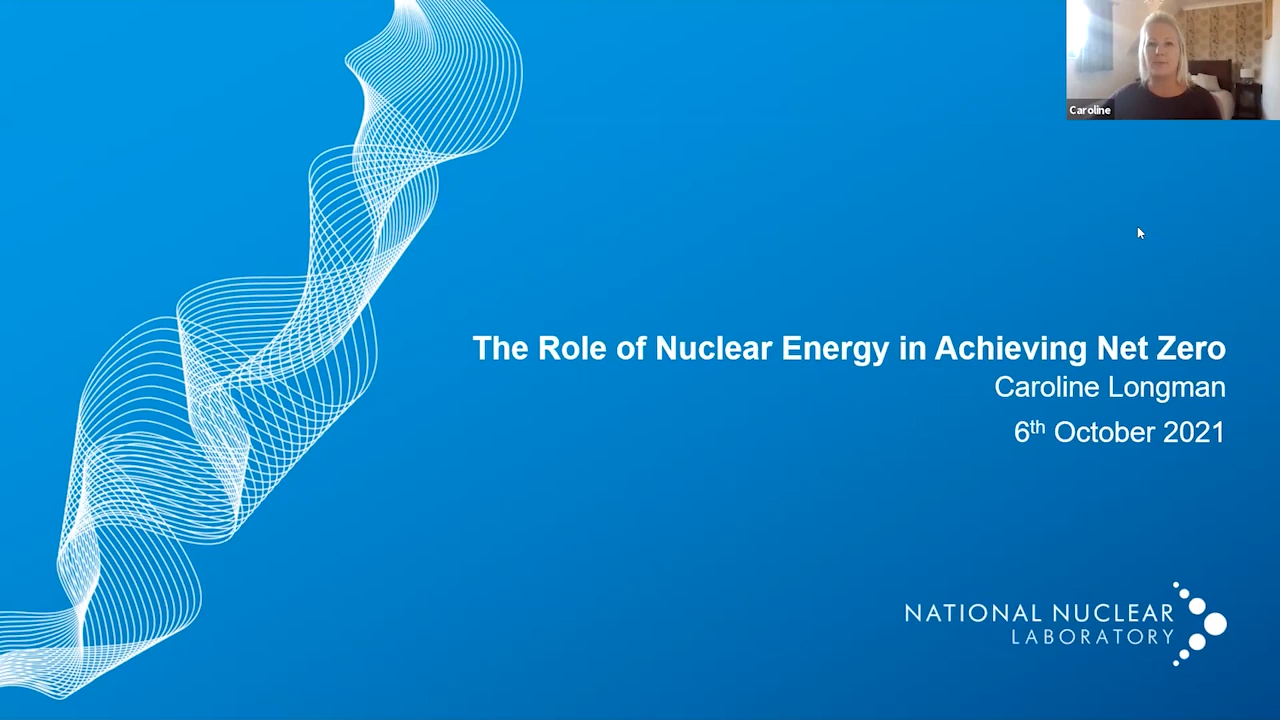 Caroline
The Role of Nuclear Energy in Achieving Net Zero
Caroline Longman
6th October 2021
NATIONAL NUCLEAR
LABORATORY